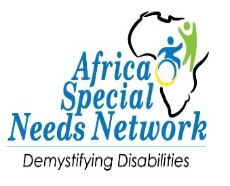 Africa
Special
Needs Network
Demystifying Disabilities